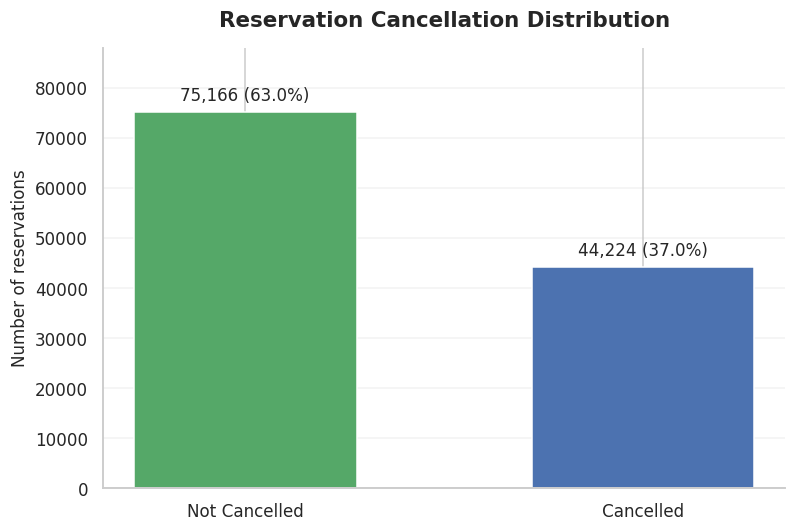 Reservation Cancellation Distribution
Number of reservations
80000
70000
60000
50000
40000
30000
20000
10000
0
75,166 (63.0%)
44,224 (37.0%)
Not Cancelled
Cancelled